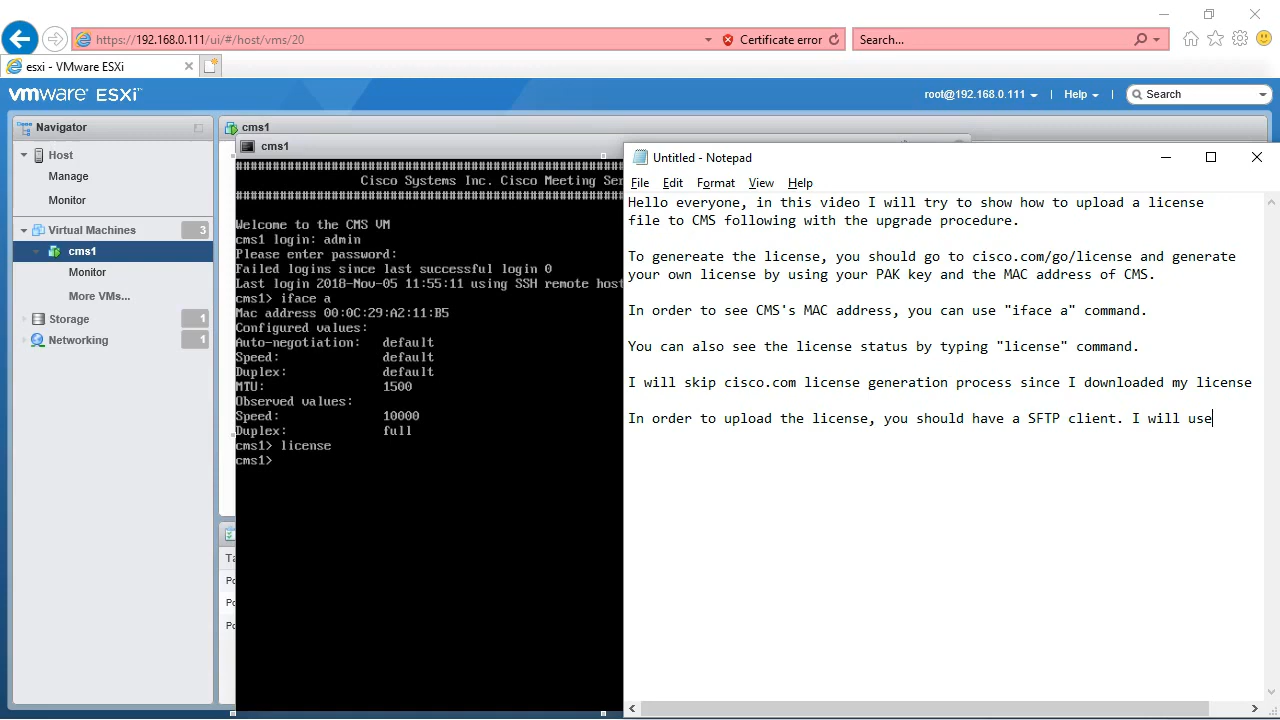 https://192.168.0.111/ui/#/host/vms/20
Certificate error
Search...
esxi - VMware ESXi
vmware ESXi
root@192.168.0.111
Help
Search
Navigator
Host
Manage
Monitor
Virtual Machines 3
cms1
Monitor
More VMs...
Storage 1
Networking 1
cms1
cms1
################################################
Cisco Systems Inc. Cisco Meeting Ser
Welcome to the CMS VM
cms1 login: admin
Please enter password:
Failed logins since last successful login 0
Last login 2018-Nov-05 11:55:11 using SSH remote host
cms1> iface a
Mac address 00:0C:29:A2:11:B5
Configured values:
Auto-negotiation: default
Speed: default
Duplex: default
MTU: 1500
Observed values:
Speed: 10000
Duplex: full
cms1> license
cms1>
Untitled - Notepad
File Edit Format View Help
Hello everyone, in this video I will try to show how to upload a license
file to CMS following with the upgrade procedure.
To genereate the license, you should go to cisco.com/go/license and generate
your own license by using your PAK key and the MAC address of CMS.
In order to see CMS's MAC address, you can use "iface a" command.
You can also see the license status by typing "license" command.
I will skip cisco.com license generation process since I downloaded my license
In order to upload the license, you should have a SFTP client. I will use